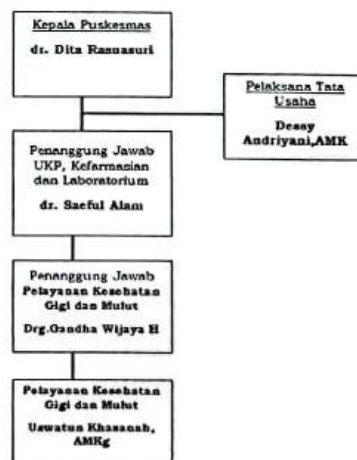 Kepala Puskesmas
dr. Dita Rasnasuri
Pelaksana Tata
Usaha
Dessy
Andriyani,AMK
Penanggung Jawab
UKP, Kefarmasian
dan Laboratorium
dr. Saeful Alam
Penanggung Jawab
Pelayanan Kesehatan
Gigi dan Mulut
Drg.Gandha Wijaya H
Pelayanan Kesehatan
Gigi dan Mulut
Uswatun Khasanah,
AMKg